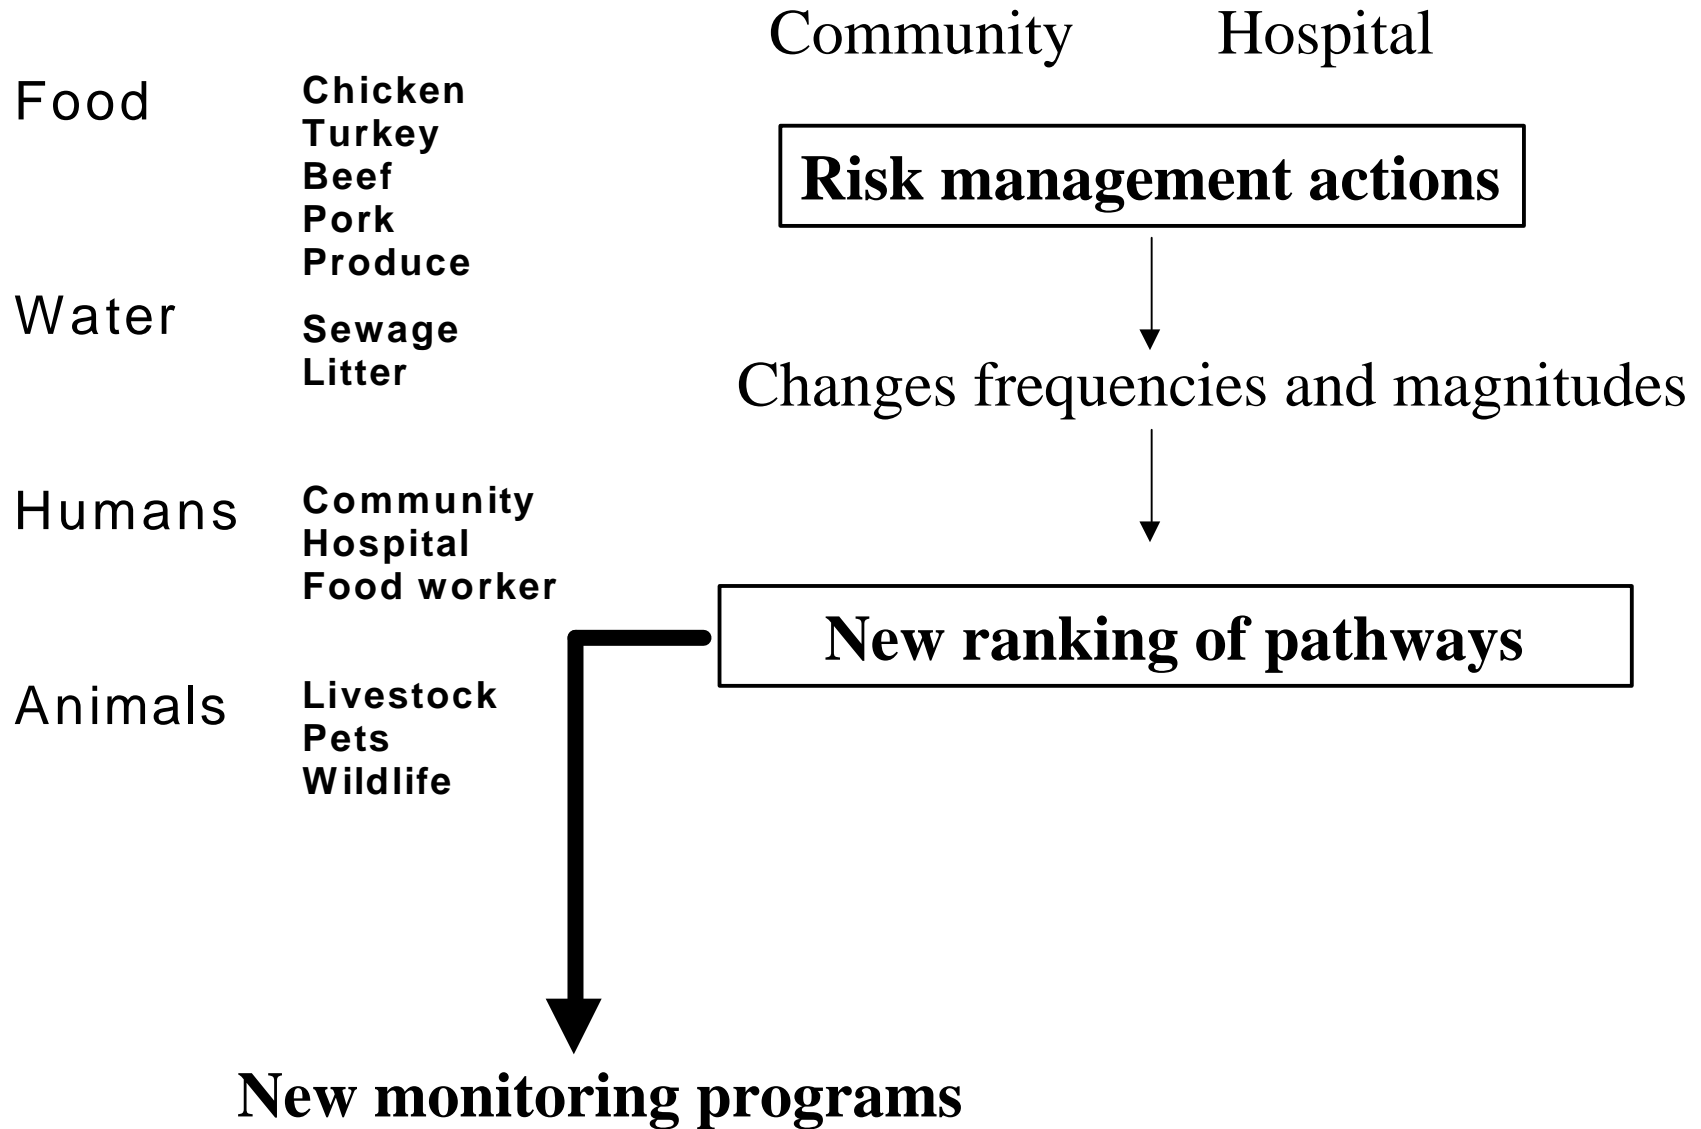 Community Hospital
Food
Chicken
Turkey
Beef
Pork
Produce
Water
Sewage
Litter
Humans
Community
Hospital
Food worker
Animals
Livestock
Pets
Wildlife
Risk management actions
Changes frequencies and magnitudes
New ranking of pathways
New monitoring programs